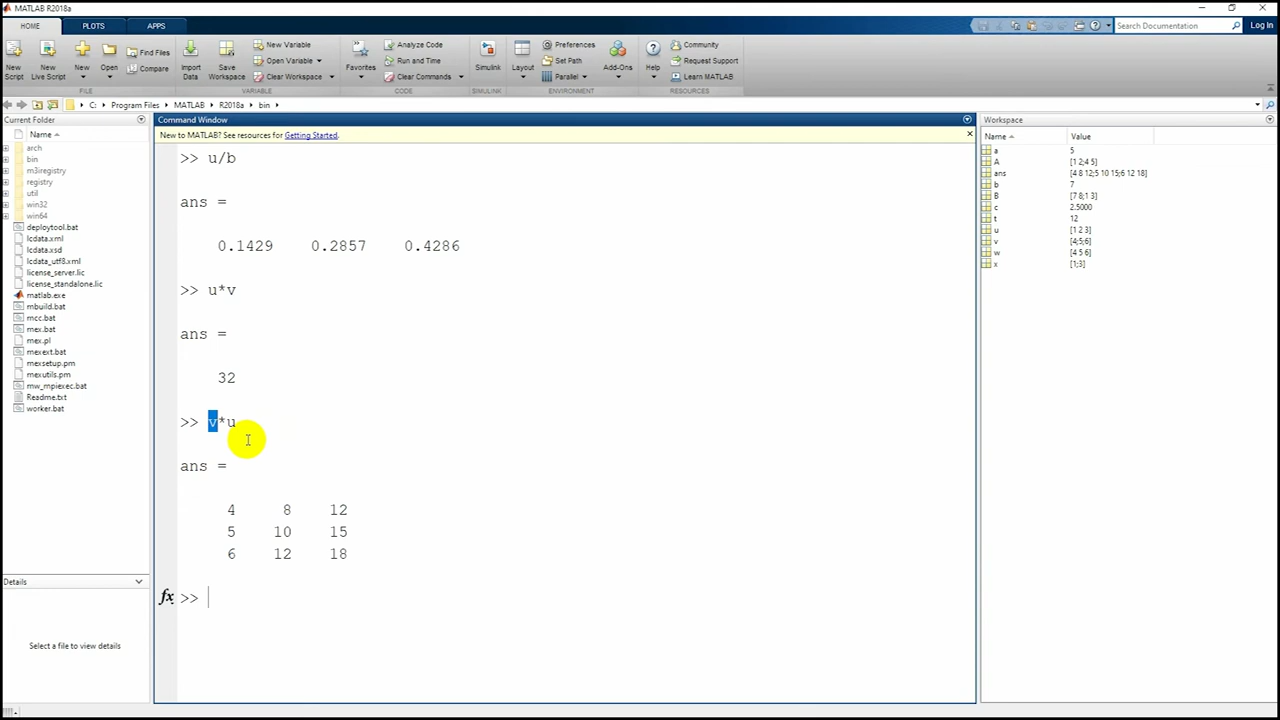 MATLAB R2018a
HOME PLOTS APPS
Search Documentation Log In
New Script
New Live Script
New
Open
Find Files
Compare
Import Data
Save Workspace
New Variable
Open Variable
Clear Workspace
Favorites
Analyze Code
Run and Time
Clear Commands
Simulink
Layout
Preferences
Set Path
Parallel
Add-Ons
Help
Community
Request Support
Learn MATLAB
FILE VARIABLE CODE SIMULINK ENVIRONMENT RESOURCES
C: Program Files MATLAB R2018a bin
Current Folder
Name
arch
bin
m3iregistry
registry
util
win32
win64
deploytool.bat
lcdata.xml
lcdata.xsd
lcdata_utf8.xml
license_server.lic
license_standalone.lic
matlab.exe
mbuild.bat
mcc.bat
mex.bat
mex.pl
mexext.bat
mexsetup.pm
mexutils.pm
mw_mpiexec.bat
Readme.txt
worker.bat
Details
Select a file to view details
Command Window
New to MATLAB? See resources for Getting Started.
>> u/b
ans =
0.1429 0.2857 0.4286
>> u*v
ans =
32
>> v*u
ans =
4 8 12
5 10 15
6 12 18
fx >>
Workspace
Name Value
a 5
A [1 2;4 5]
ans [4 8 12;5 10 15;6 12 18]
b 7
B [7 8;1 3]
c 2.5000
t 12
u [1 2 3]
v [4;5;6]
w [4 5 6]
x [1;3]